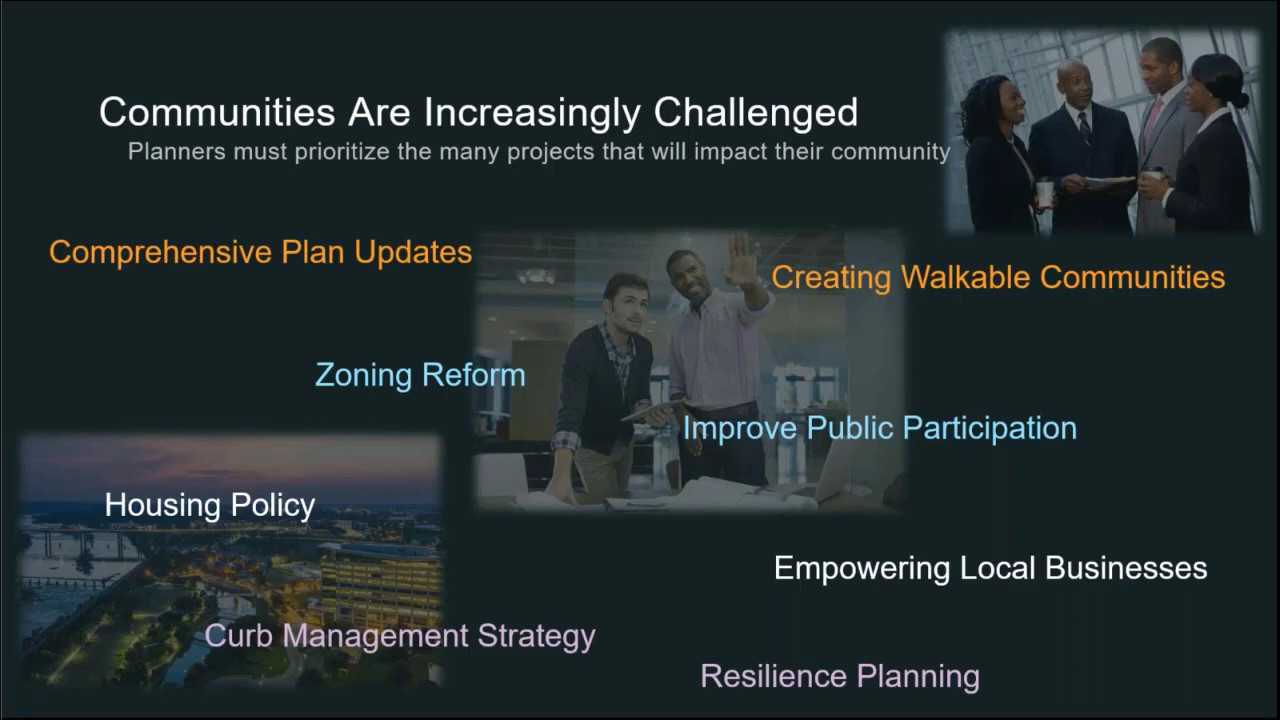 Communities Are Increasingly Challenged
Planners must prioritize the many projects that will impact their community
Comprehensive Plan Updates
Creating Walkable Communities
Zoning Reform
Improve Public Participation
Housing Policy
Empowering Local Businesses
Curb Management Strategy
Resilience Planning